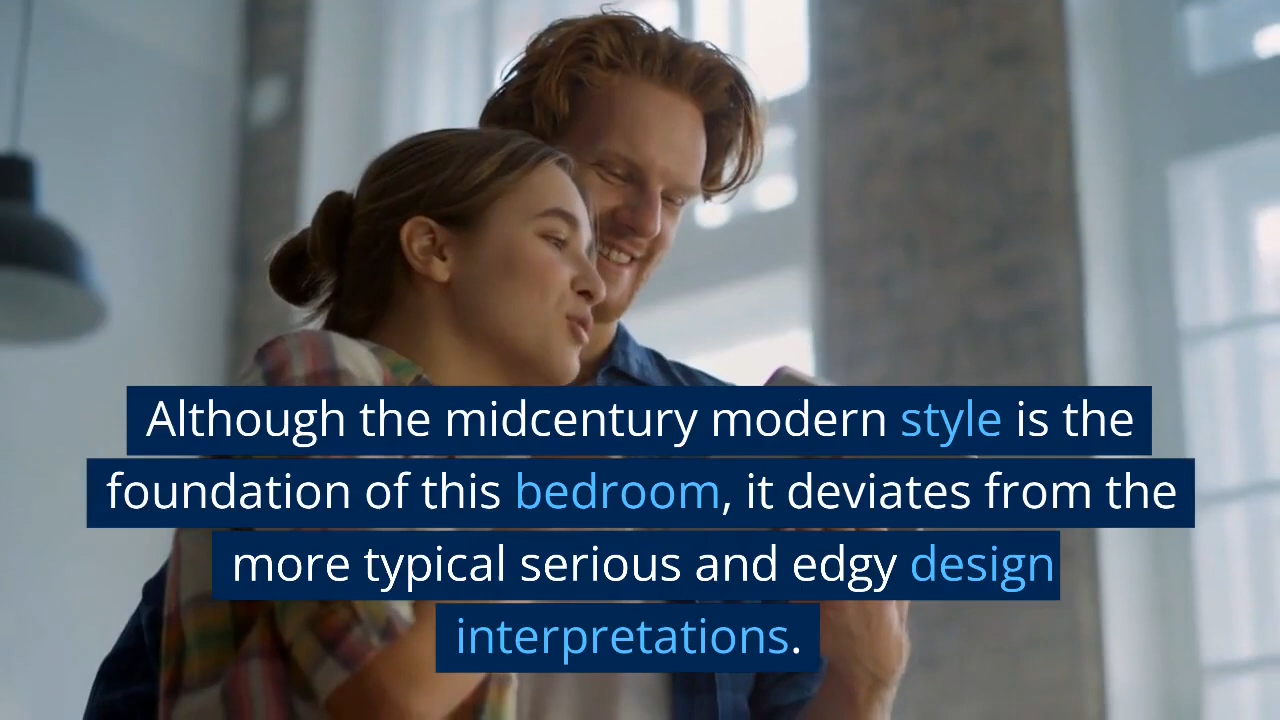 Although the midcentury modern style is the
foundation of this bedroom, it deviates from the
more typical serious and edgy design
interpretations.